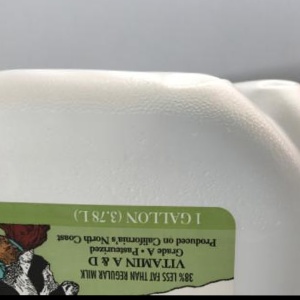 38% LESS FAT THAN REGULAR MILK
VITAMIN A & D
Grade A • Pasteurized
Produced on California's North Coast
1 GALLON (3.78 L)